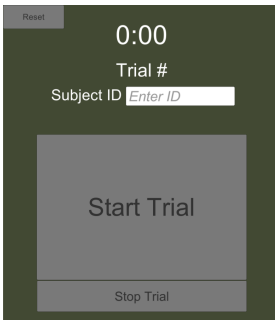 Reset
0:00
Trial #
Subject ID Enter ID
Start Trial
Stop Trial